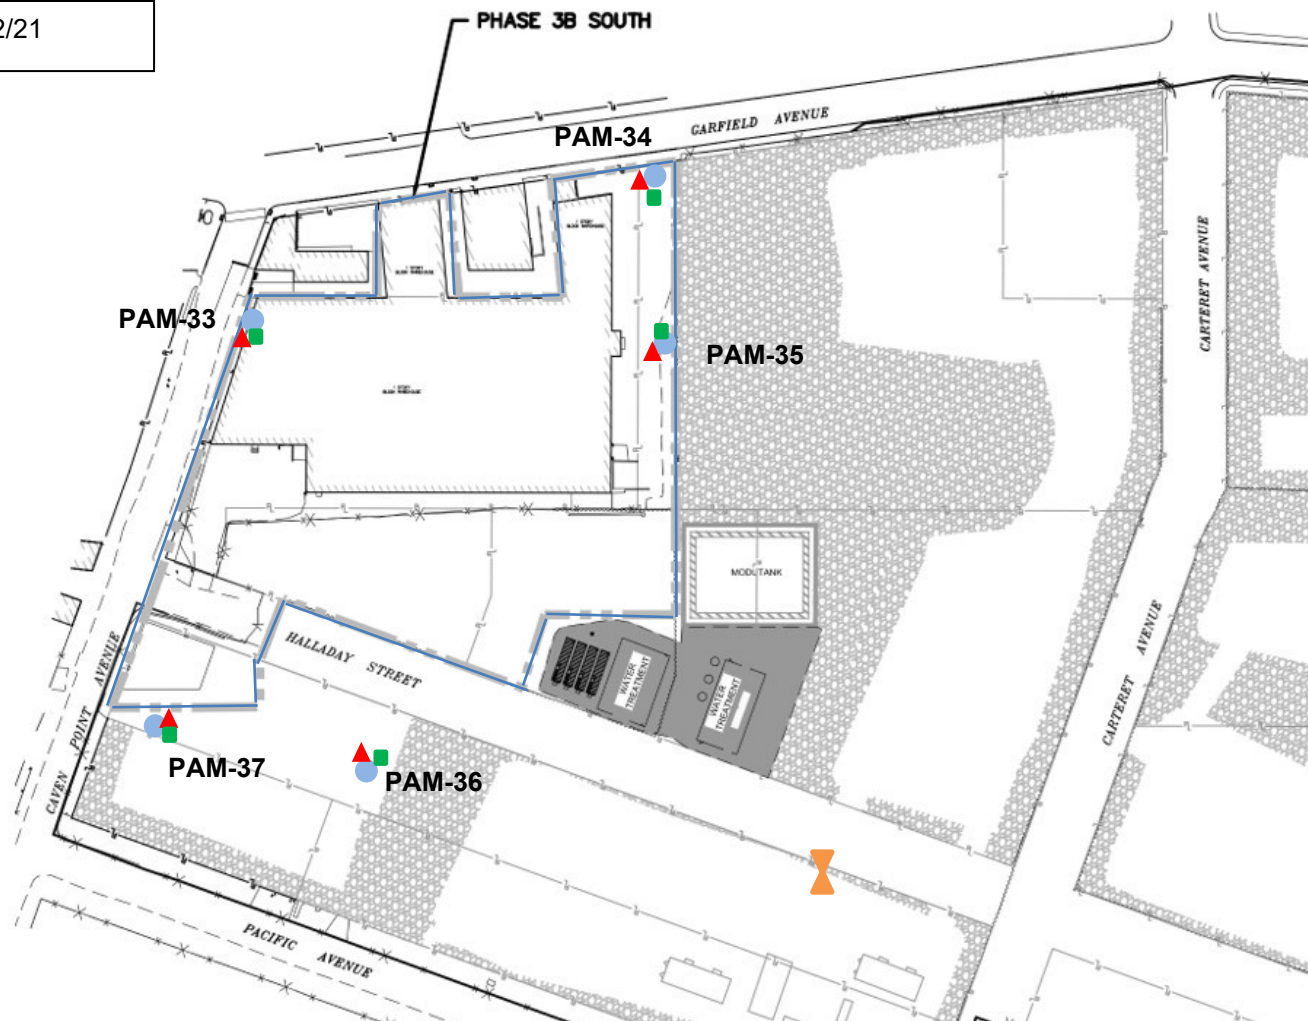 2/21
PHASE 3B SOUTH
GARFIELD AVENUE
PAM-34
CARTERET AVENUE
PAM-33
PAM-35
MODUTANK
HALLADAY STREET
WATER
TREATMENT
WATER
TREATMENT
CAVEN POINT AVENUE
CARTERET AVENUE
PAM-37
PAM-36
PACIFIC
AVENUE